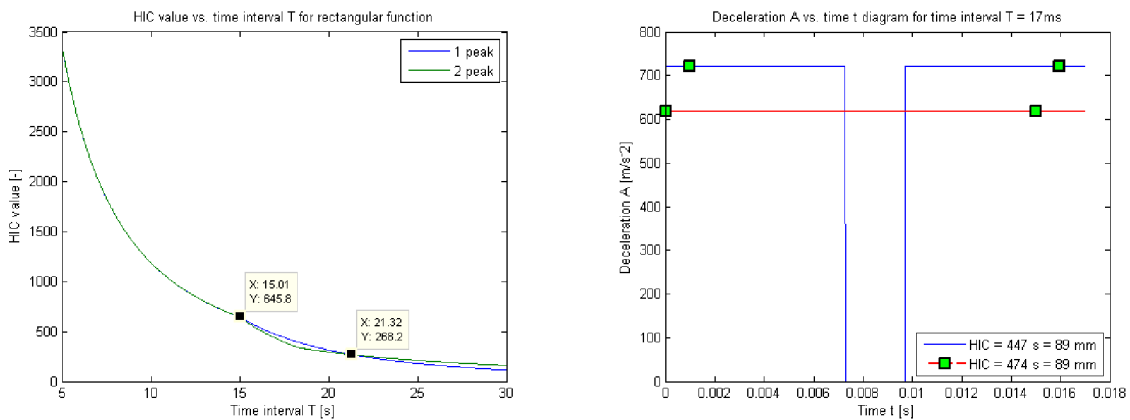 HIC value vs. time interval T for rectangular function
3500
3000
2500
2000
1500
1000
500
0
HIC value [-]
1 peak
2 peak
X: 15.01
Y: 645.8
X: 21.32
Y: 268.2
5
10
15
20
25
30
Time interval T [s]
Deceleration A vs. time t diagram for time interval T = 17ms
800
700
600
500
400
300
200
100
0
Deceleration A [m/s^2]
HIC = 447 s = 89 mm
HIC = 474 s = 89 mm
0
0.002
0.004
0.006
0.008
0.01
0.012
0.014
0.016
0.018
Time t [s]